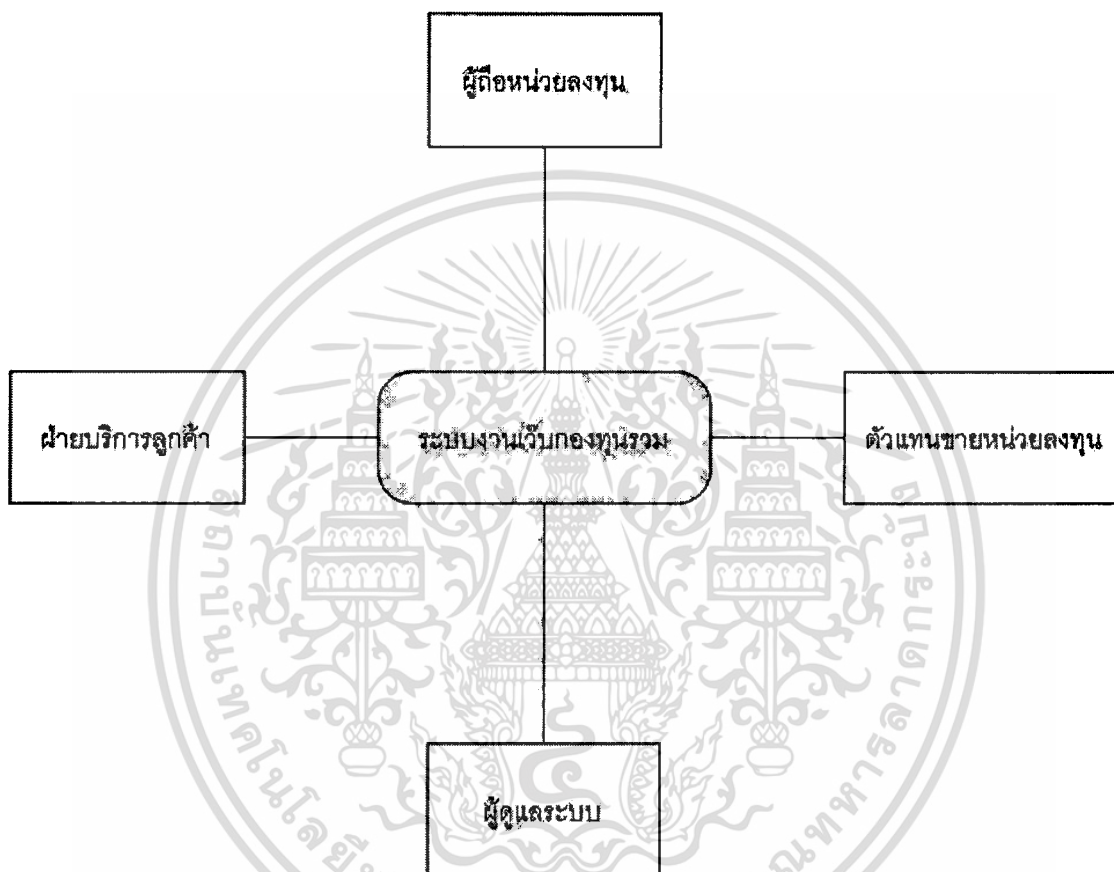 ผู้ถือหน่วยลงทุน
ฝ่ายบริการลูกค้า
ระบบงานเว็บกองทุนรวม
ตัวแทนขายหน่วยลงทุน
ผู้ดูแลระบบ